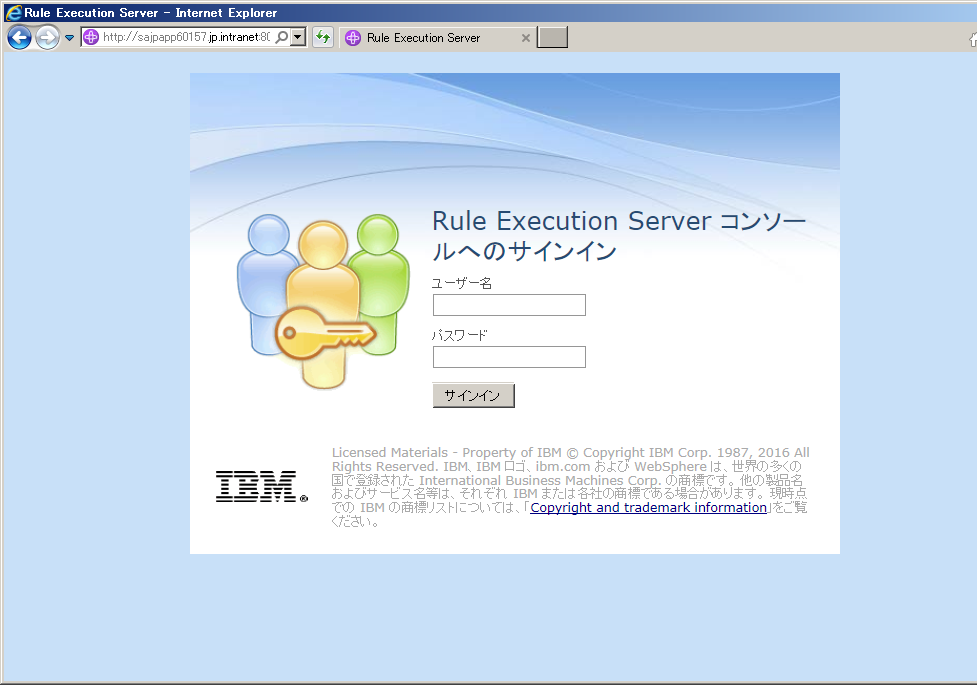 Rule Execution Server - Internet Explorer
http://sajpapp60157.jp.intranet:80
Rule Execution Server
Rule Execution Server コンソー
ルへのサインイン
ユーザー名
パスワード
サインイン
Licensed Materials - Property of IBM © Copyright IBM Corp. 1987, 2016 All
Rights Reserved. IBM、IBM ロゴ、ibm.com および WebSphere は、世界の多くの
国で登録された International Business Machines Corp. の商標です。他の製品名
およびサービス名等は、それぞれ IBM または各社の商標である場合があります。現時点
での IBM の商標リストについては、「Copyright and trademark information」をご覧
ください。
IBM®